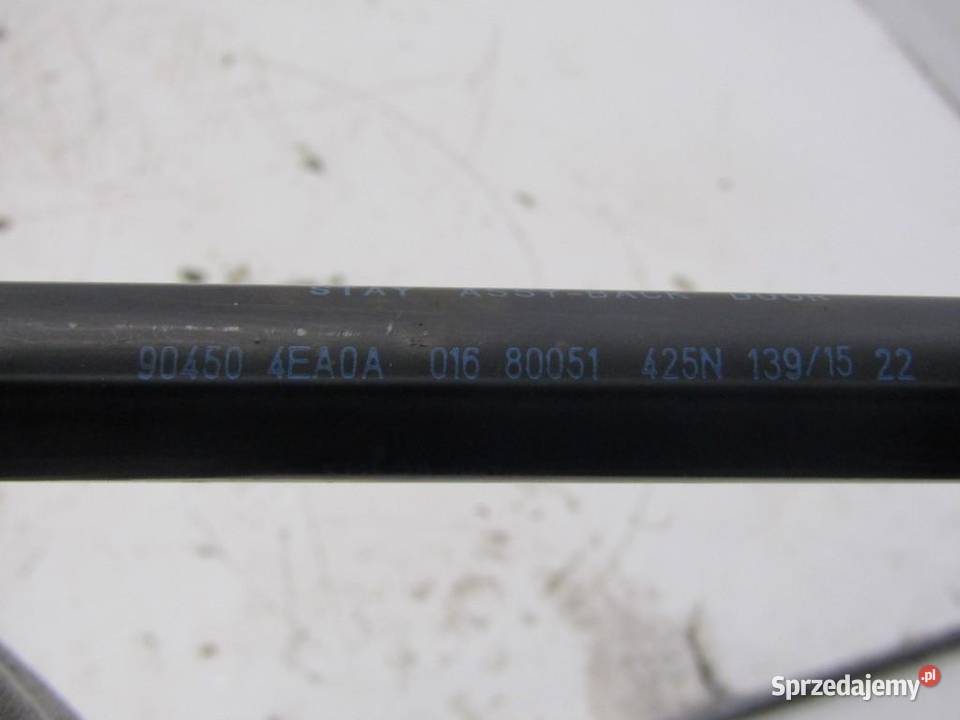 STAY ASSY-BACK DOOR
90450 4EA0A 016 80051 425N 139/15 22
Sprzedajemy.pl